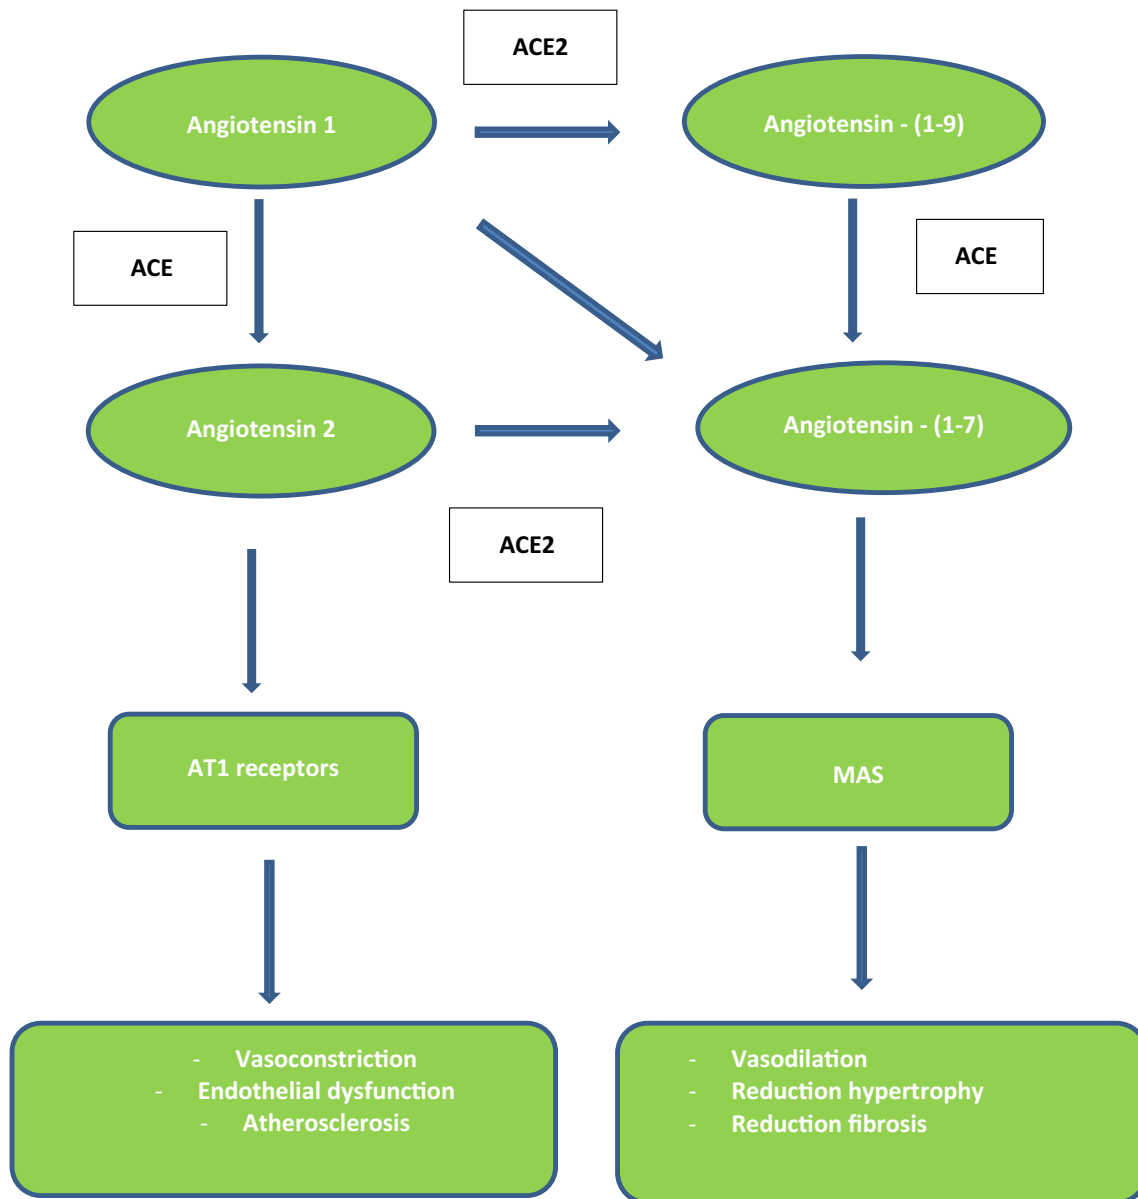 ACE2
Angiotensin 1
Angiotensin - (1-9)
ACE
ACE
Angiotensin 2
Angiotensin - (1-7)
ACE2
AT1 receptors
MAS
- Vasoconstriction
- Endothelial dysfunction
- Atherosclerosis
- Vasodilation
- Reduction hypertrophy
- Reduction fibrosis